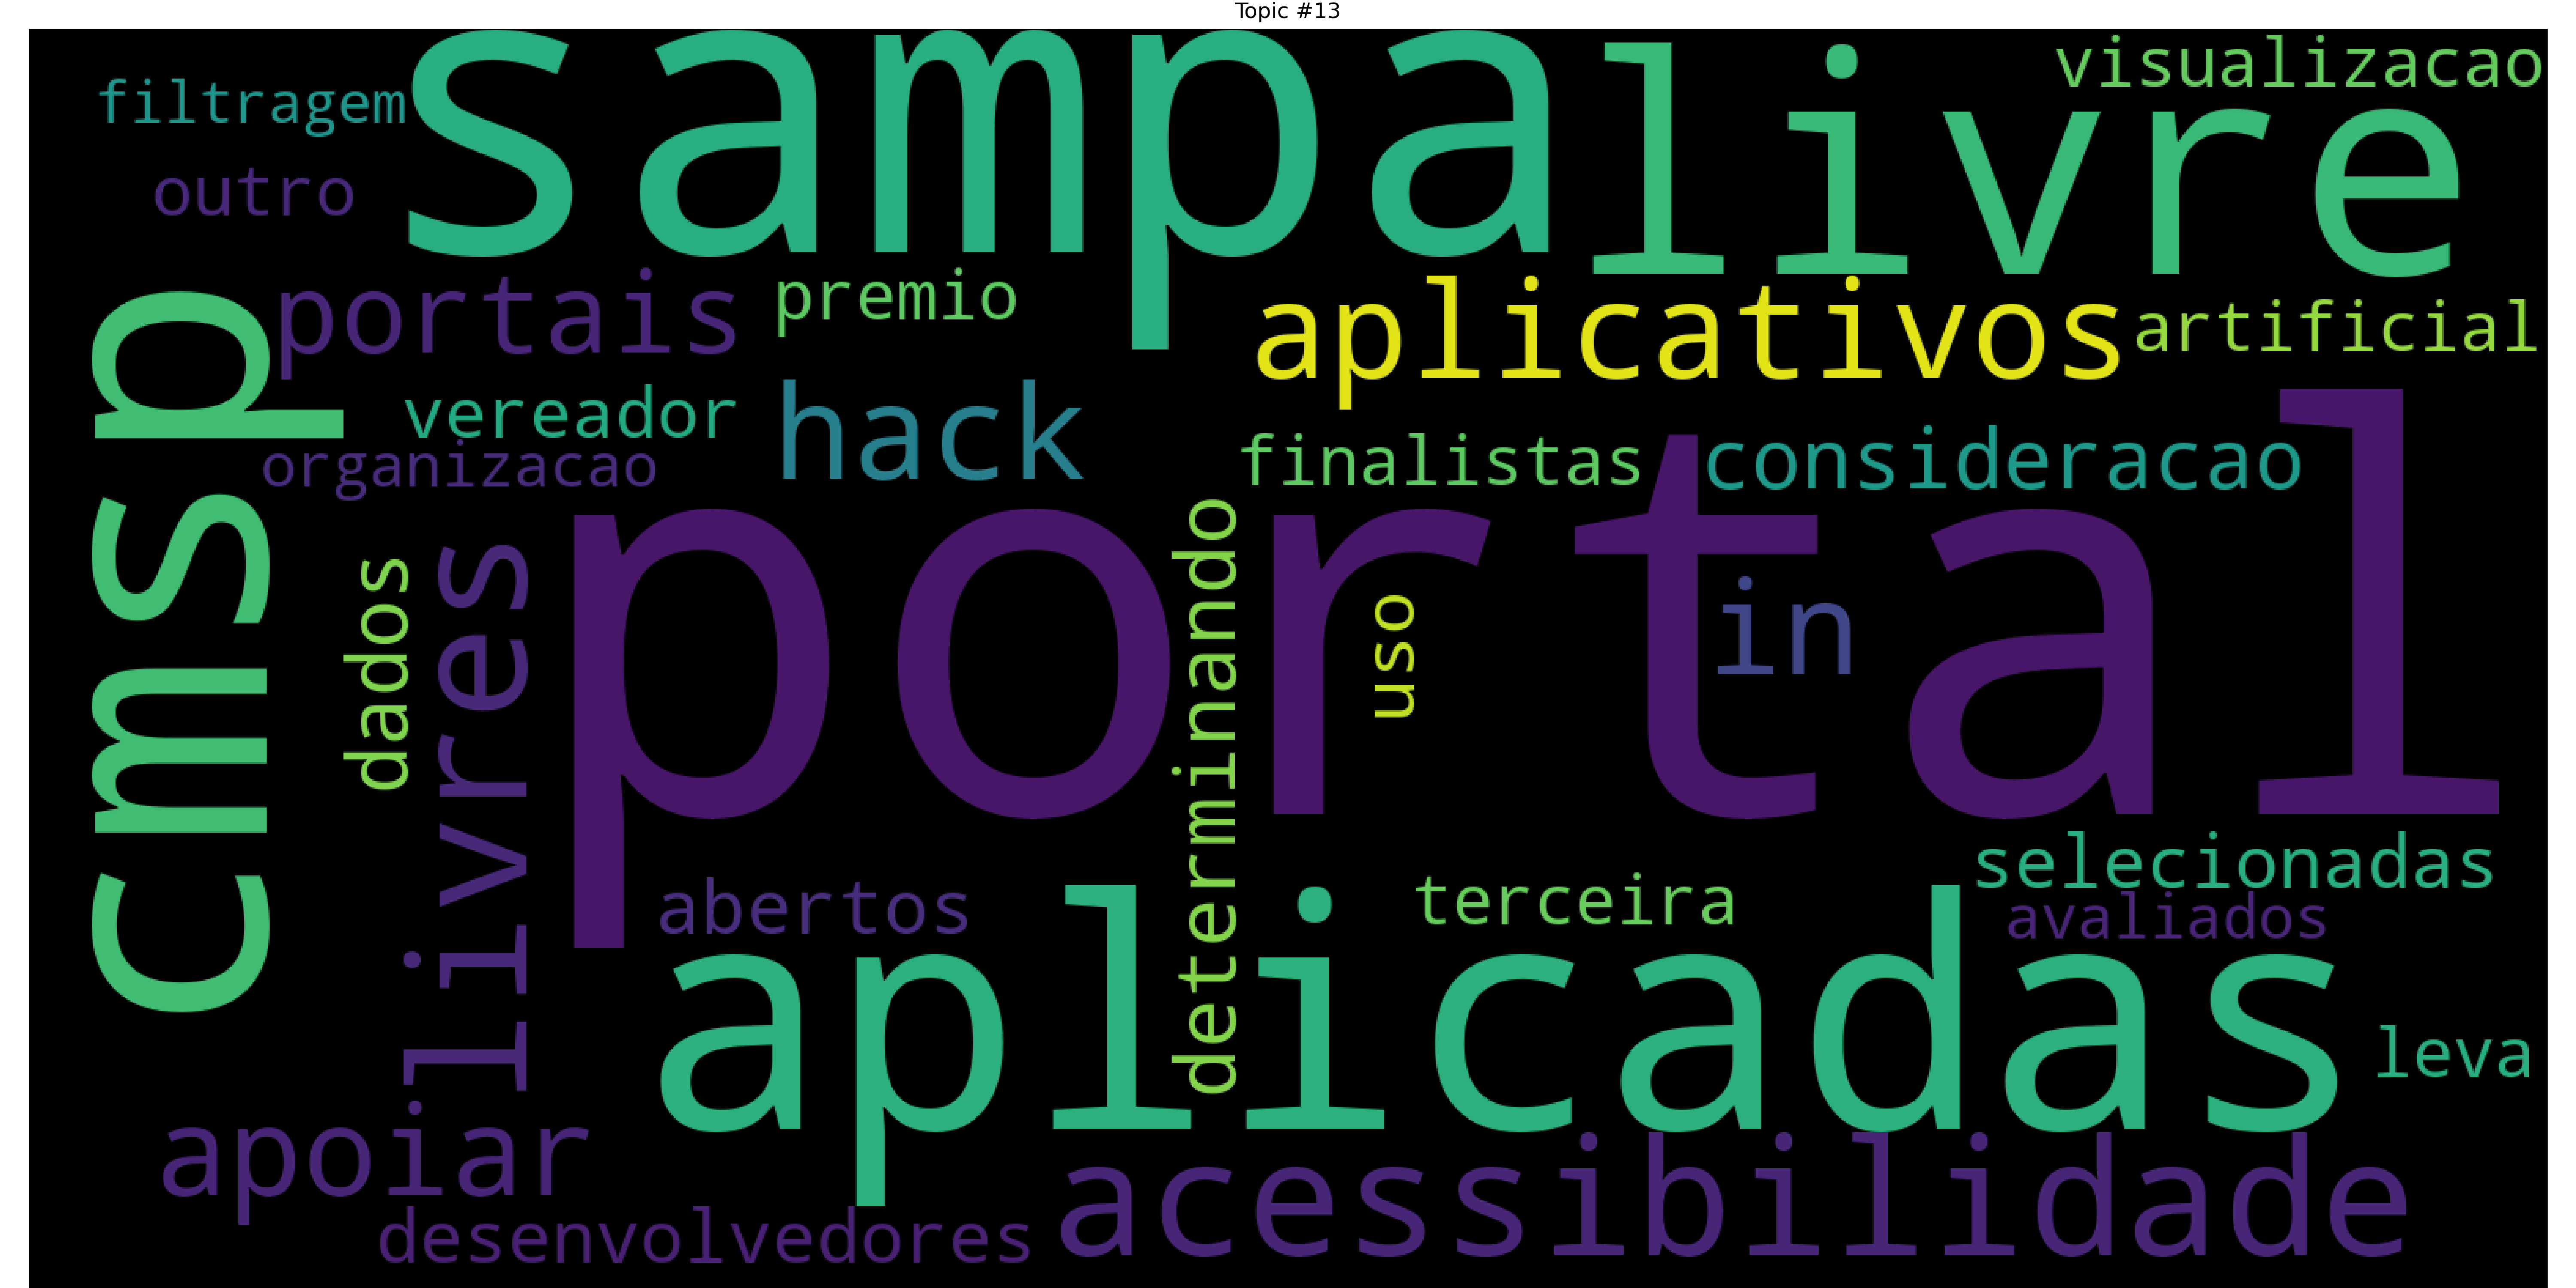 Topic #13
sampa
livre
visualizacao
filtragem
outro
portais
premio
aplicativos
artificial
cmsp
vereador
hack
finalistas
consideracao
organizacao
portal
determinando
dados
livres
uso
in
abertos
terceira
selecionadas
avaliados
aplicadas
leva
apoiar
acessibilidade
desenvolvedores